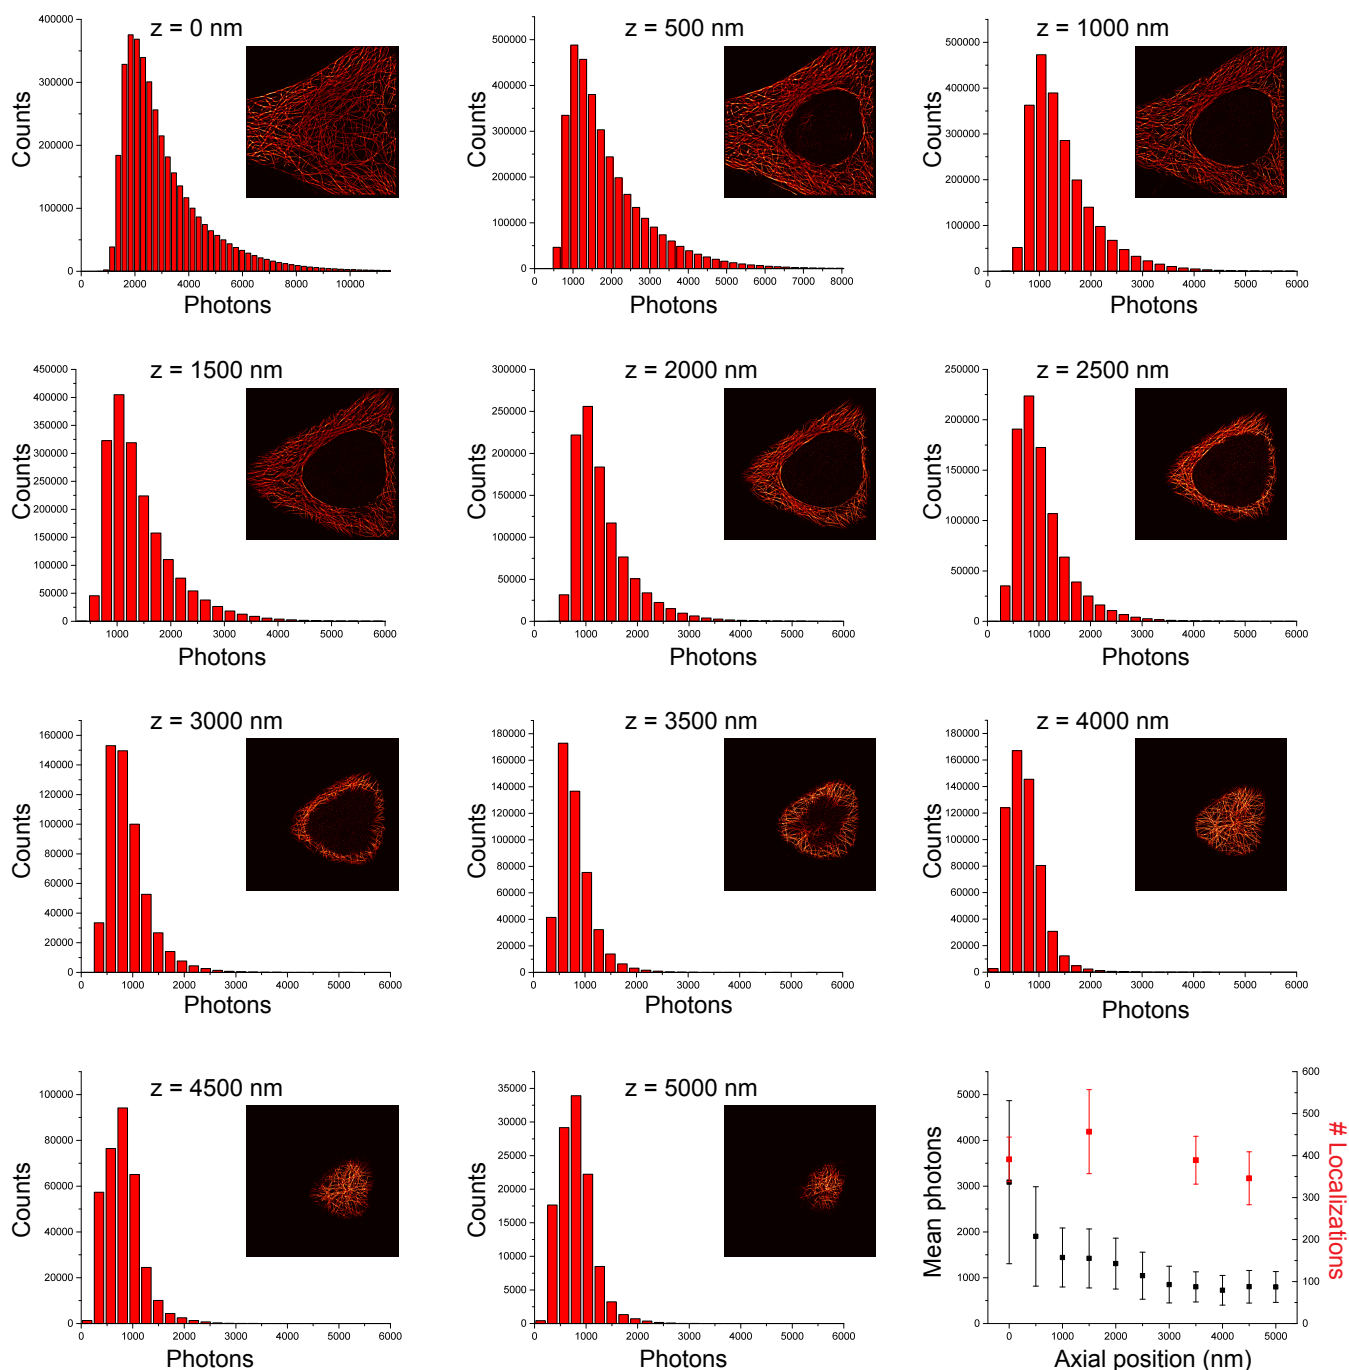 z = 0 nm
400000
300000
200000
100000
0
Counts
0 2000 4000 6000 8000 10000
Photons
z = 500 nm
500000
400000
300000
200000
100000
0
Counts
1000 2000 3000 4000 5000 6000 7000 8000
Photons
z = 1000 nm
500000
400000
300000
200000
100000
0
Counts
0 1000 2000 3000 4000 5000 6000
Photons
z = 1500 nm
450000
400000
350000
300000
250000
200000
150000
100000
50000
0
Counts
1000 2000 3000 4000 5000 6000
Photons
z = 2000 nm
300000
250000
200000
150000
100000
50000
0
Counts
0 1000 2000 3000 4000 5000 6000
Photons
z = 2500 nm
250000
200000
150000
100000
50000
0
Counts
0 1000 2000 3000 4000 5000 6000
Photons
z = 3000 nm
160000
140000
120000
100000
80000
60000
40000
20000
0
Counts
0 1000 2000 3000 4000 5000 6000
Photons
z = 3500 nm
180000
160000
140000
120000
100000
80000
60000
40000
20000
0
Counts
0 1000 2000 3000 4000 5000 6000
Photons
z = 4000 nm
180000
160000
140000
120000
100000
80000
60000
40000
20000
0
Counts
0 1000 2000 3000 4000 5000 6000
Photons
z = 4500 nm
100000
80000
60000
40000
20000
0
Counts
0 1000 2000 3000 4000 5000 6000
Photons
z = 5000 nm
35000
30000
25000
20000
15000
10000
5000
0
Counts
0 1000 2000 3000 4000 5000 6000
Photons
5000
4000
3000
2000
1000
0
Mean photons
600
500
400
300
200
100
0
# Localizations
0 1000 2000 3000 4000 5000
Axial position (nm)